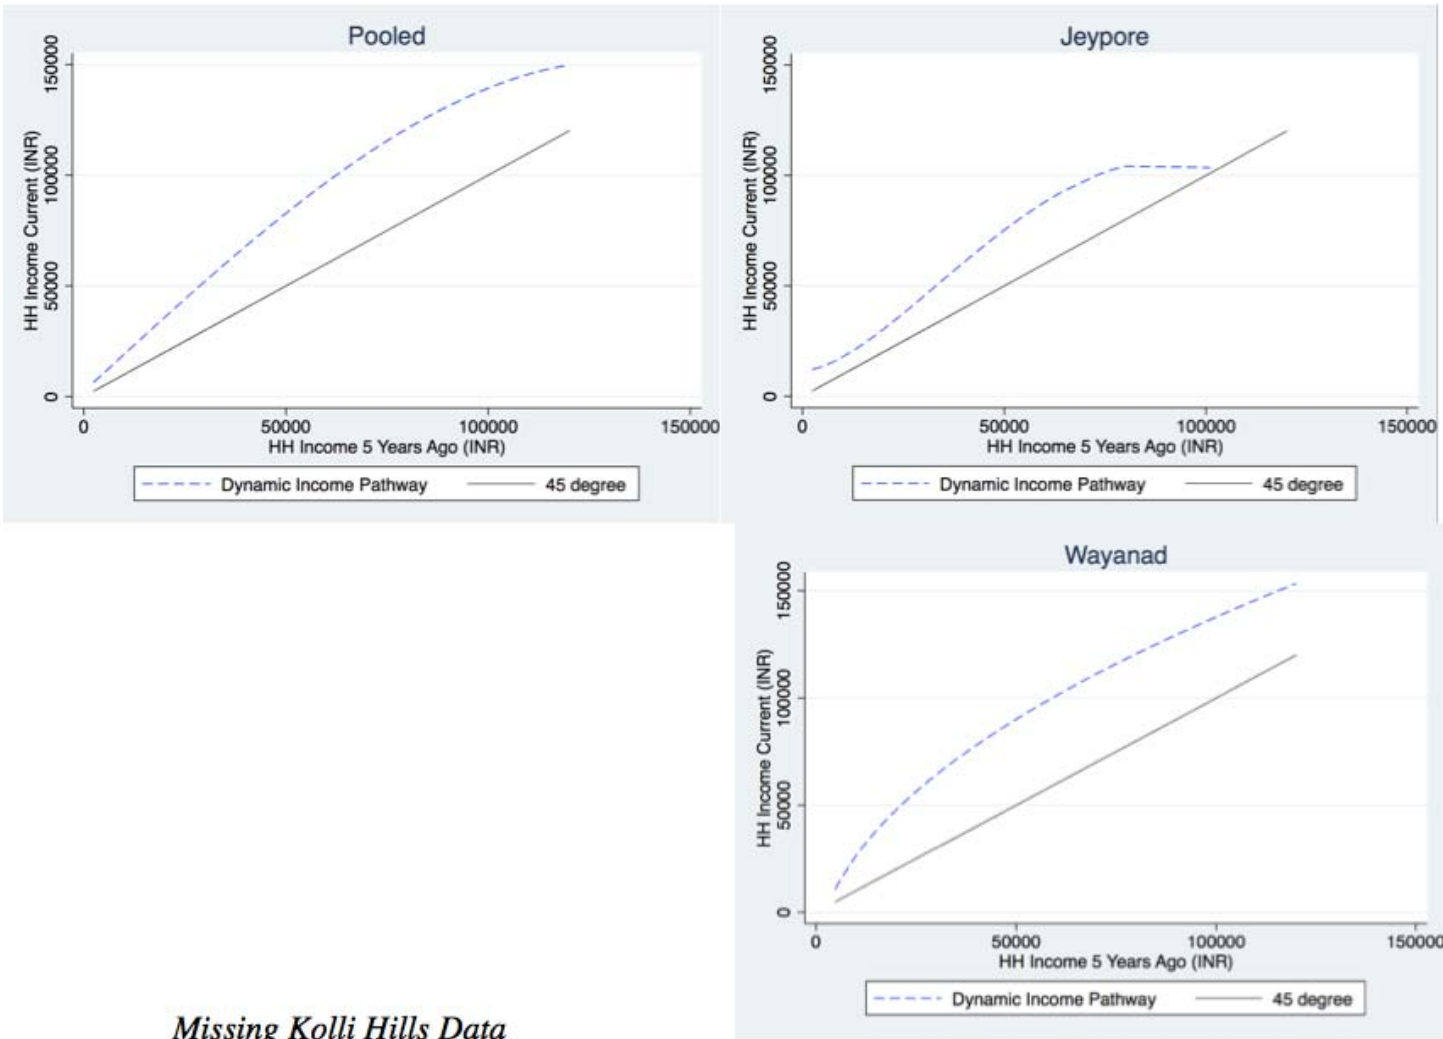 Pooled
HH Income Current (INR)
150000
100000
50000
0
0 50000 100000 150000
HH Income 5 Years Ago (INR)
Dynamic Income Pathway 45 degree
Jeypore
HH Income Current (INR)
150000
100000
50000
0
0 50000 100000 150000
HH Income 5 Years Ago (INR)
Dynamic Income Pathway 45 degree
Wayanad
HH Income Current (INR)
150000
100000
50000
0
0 50000 100000 150000
HH Income 5 Years Ago (INR)
Dynamic Income Pathway 45 degree
Missing Kolli Hills Data